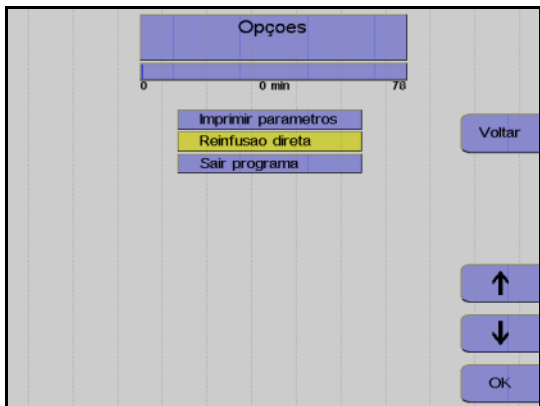 Opçoes
0 0 min 78
Imprimir parametros
Reinfusao direta
Sair programa
Voltar
↑
↓
OK